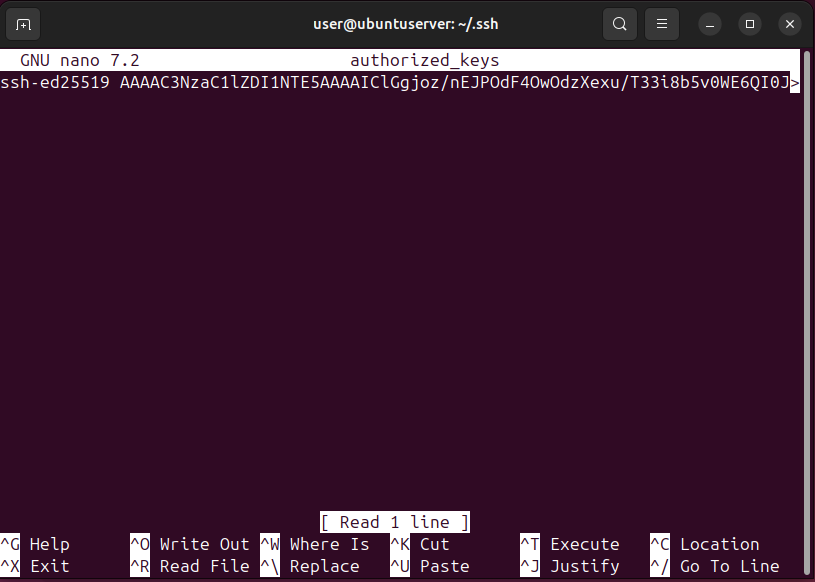 user@ubuntuserver: ~/.ssh
GNU nano 7.2 authorized_keys
ssh-ed25519 AAAAC3NzaC1lZDI1NTE5AAAAIClGgjoz/nEJPOdF4OwOdzXexu/T33i8b5v0WE6QI0J>
[ Read 1 line ]
^G Help ^O Write Out ^W Where Is ^K Cut ^T Execute ^C Location
^X Exit ^R Read File ^\ Replace ^U Paste ^J Justify ^/ Go To Line